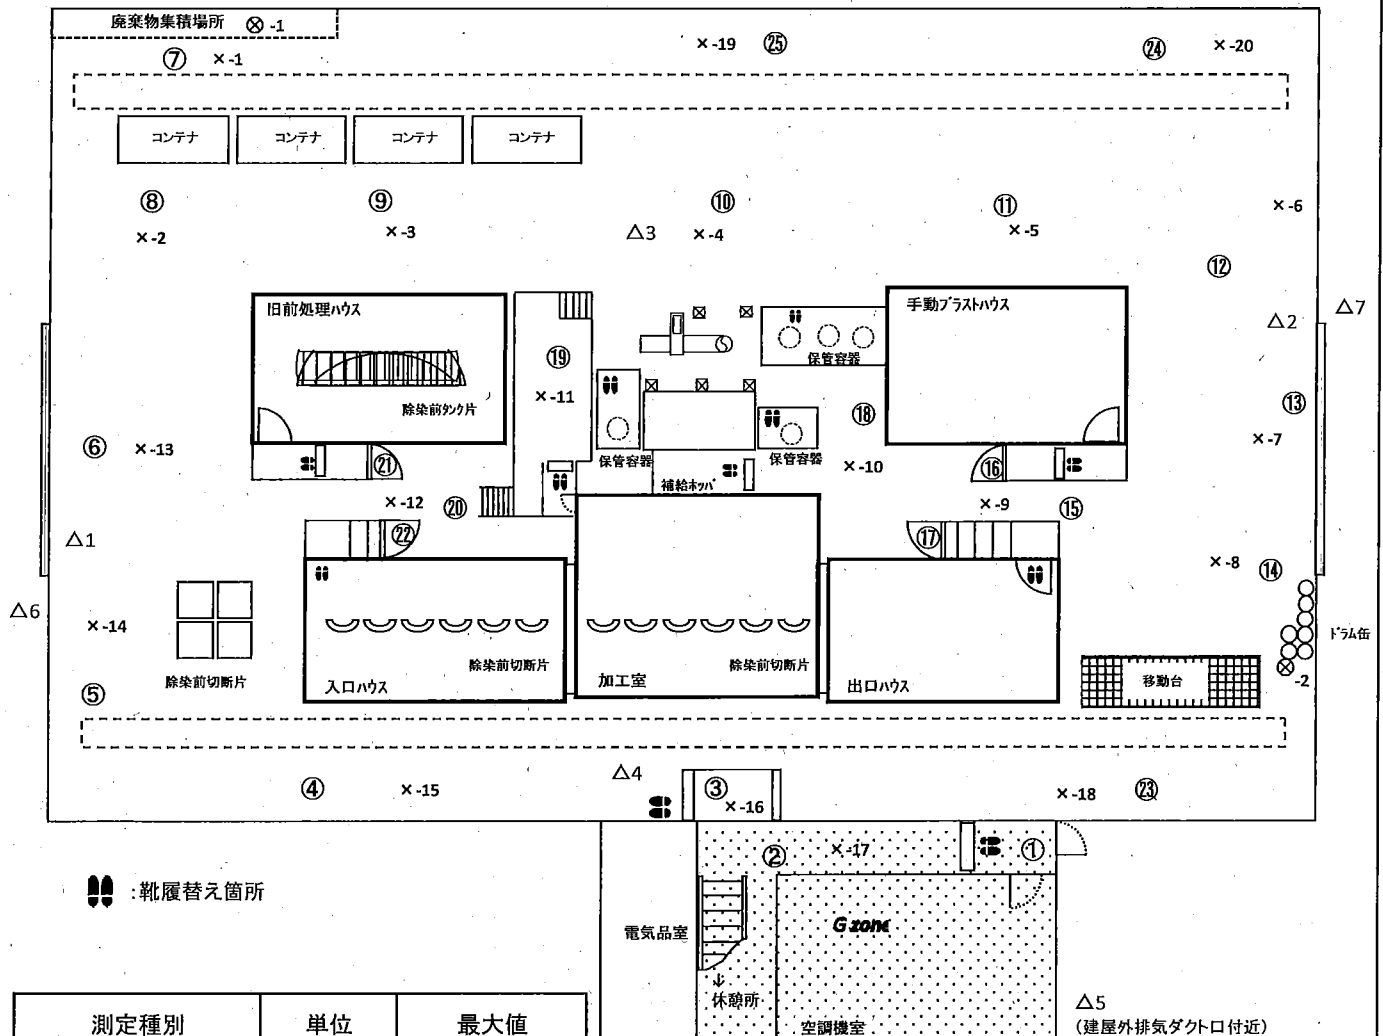 廃棄物集積場所 ⊗ -1
⑦ × -1
× -19 ㉕ ㉔ × -20
コンテナ コンテナ コンテナ コンテナ
⑧ ⑨ ⑩ ⑪ × -6
× -2 × -3 △3 × -4 × -5
⑫
旧前処理ハウス 手動ブラストハウス △2 △7
⑲ 保管容器
× -11 除染前タンク片 ⑱ ⑬
⑥ × -13 × -7
㉑ 保管容器 保管容器 × -10 ⑯
補給ホッパ
× -12 ⑳ × -9 ⑮
△1 ㉒ ⑰
× -8 ⑭
△6
× -14 ドラム缶
除染前切断片 除染前切断片 除染前切断片
入口ハウス 加工室 出口ハウス 移動台 ⊗ -2
⑤
④ × -15 △4 ③ × -16 × -18 ㉓
② × -17 ①
:靴履替え箇所
電気品室 G zone
休憩所
空調機室
△5
(建屋外排気ダクト口付近)
測定種別 単位 最大値